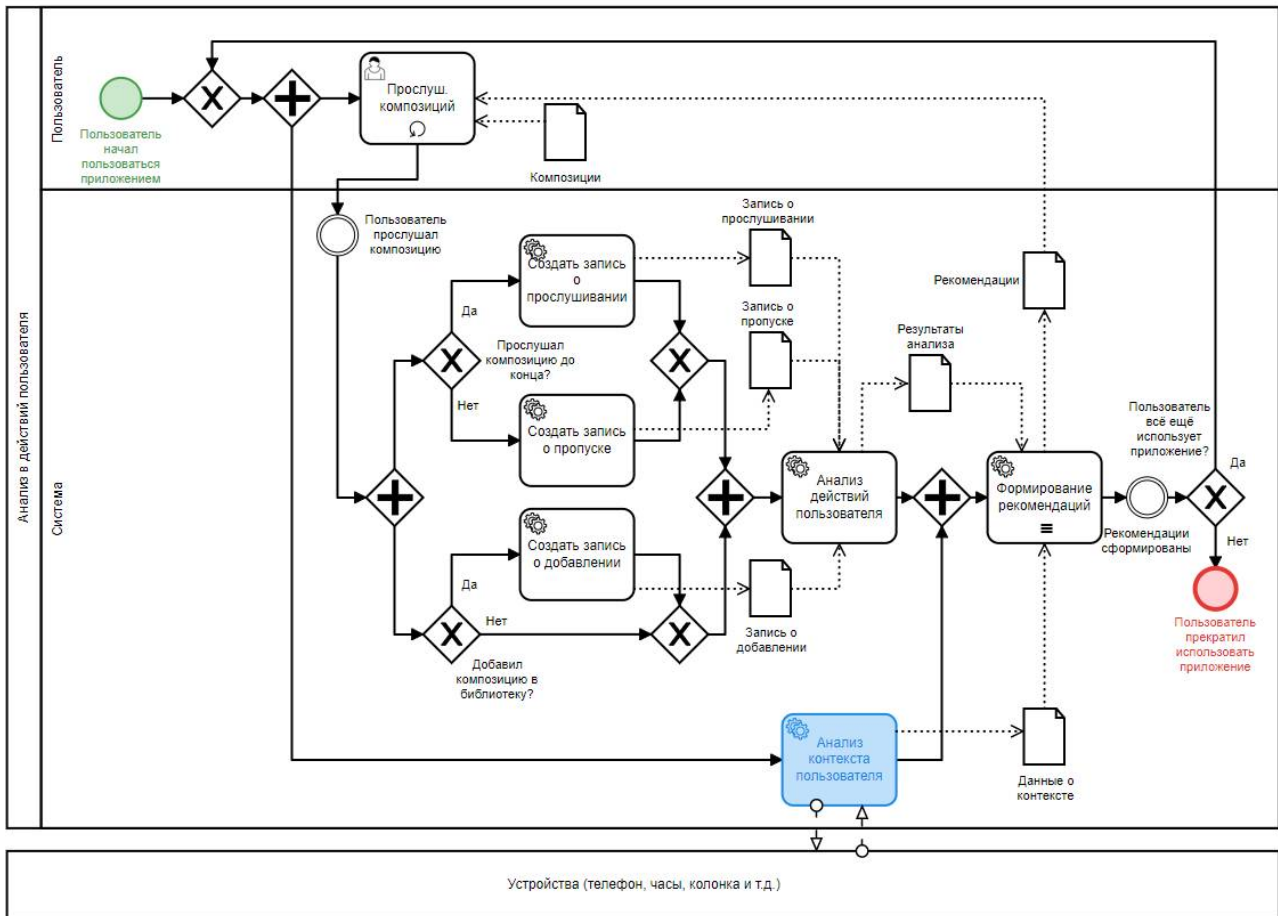 Анализ в действий пользователя
Пользователь
Пользователь
начал
пользоваться
приложением
Прослуш.
композиций
Композиции
Система
Пользователь
прослушал
композицию
Создать запись
о
прослушивании
Да
Прослушал
композицию до
конца?
Нет
Создать запись
о пропуске
Создать запись
о добавлении
Да
Нет
Добавил
композицию в
библиотеку?
Запись о
прослушивании
Запись о
пропуске
Запись о
добавлении
Анализ
действий
пользователя
Результаты
анализа
Рекомендации
Формирование
рекомендаций
Рекомендации
сформированы
Пользователь
всё ещё
использует
приложение?
Да
Нет
Пользователь
прекратил
использовать
приложение
Анализ
контекста
пользователя
Данные о
контексте
Устройства (телефон, часы, колонка и т.д.)